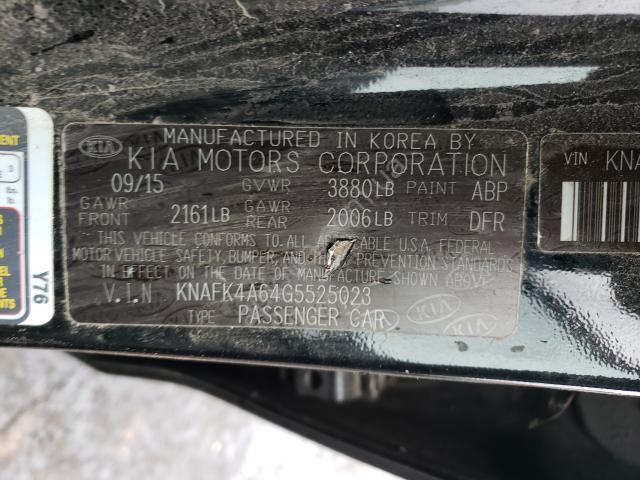 KIA
MANUFACTURED IN KOREA BY
KIA MOTORS CORPORATION
09/15 GVWR 3880LB PAINT ABP
GAWR FRONT 2161LB GAWR REAR 2006LB TRIM DFR
THIS VEHICLE CONFORMS TO ALL U.S.A. FEDERAL
MOTOR VEHICLE SAFETY, BUMPER, AND PREVENTION STANDARDS
IN EFFECT ON THE DATE OF MANUFACTURE SHOWN ABOVE.
V.I.N KNAFK4A64G5525023
TYPE PASSENGER CAR
VIN KNA
Y76